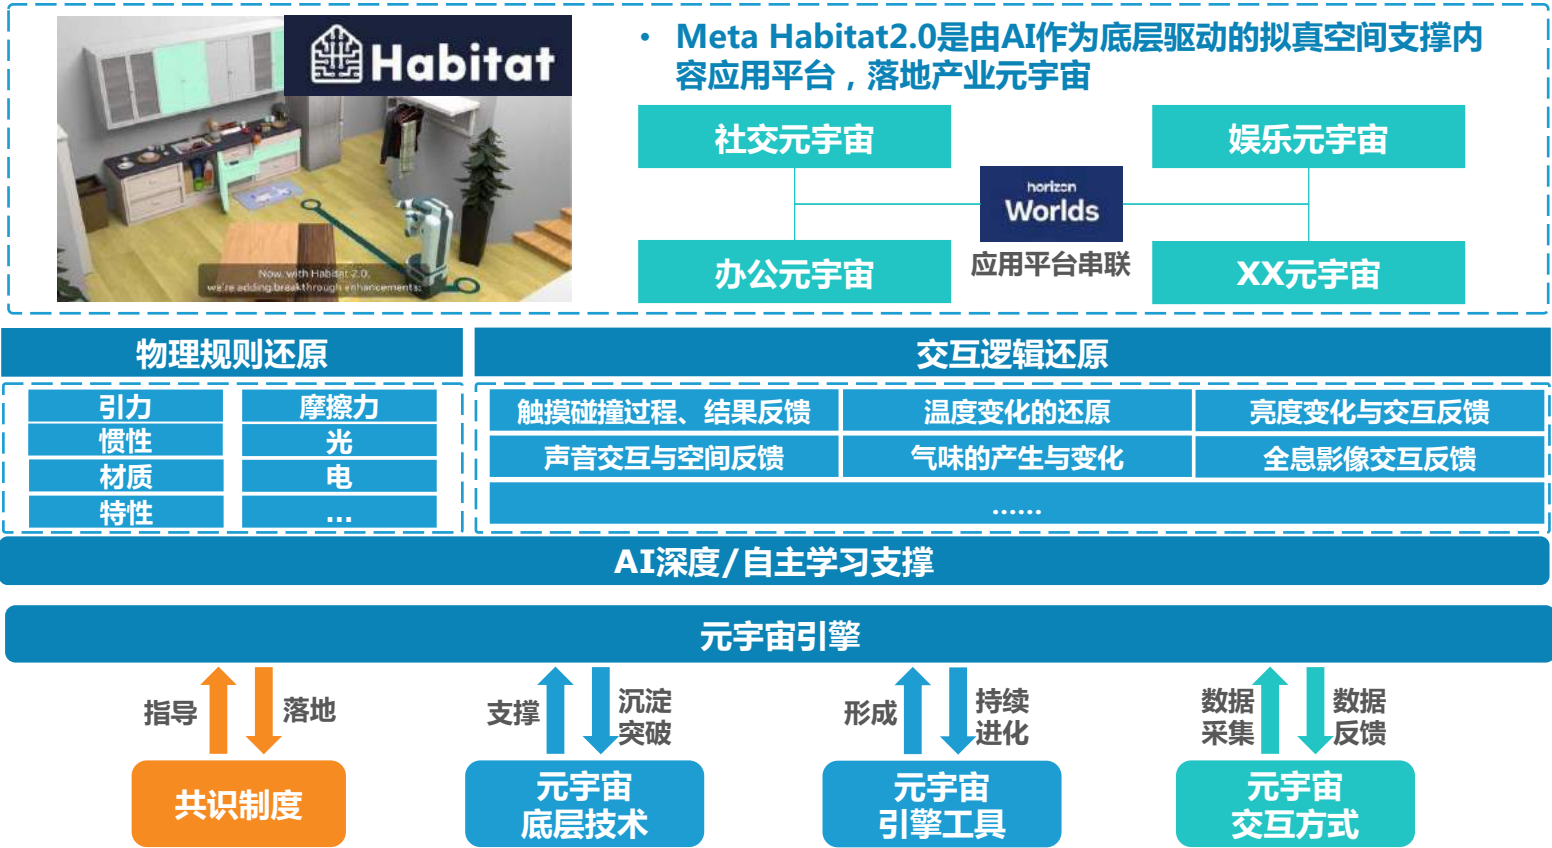 Habitat
Now, with Habitat 2.0,
we're adding breakthrough enhancements:
• Meta Habitat2.0是由AI作为底层驱动的拟真空间支撑内
容应用平台，落地产业元宇宙
社交元宇宙
娱乐元宇宙
horizon
Worlds
应用平台串联
办公元宇宙
XX元宇宙
物理规则还原
引力
摩擦力
惯性
光
材质
电
特性
...
交互逻辑还原
触摸碰撞过程、结果反馈
温度变化的还原
亮度变化与交互反馈
声音交互与空间反馈
气味的产生与变化
全息影像交互反馈
......
AI深度/自主学习支撑
元宇宙引擎
指导
落地
支撑
沉淀
突破
形成
持续
进化
数据
采集
数据
反馈
共识制度
元宇宙
底层技术
元宇宙
引擎工具
元宇宙
交互方式